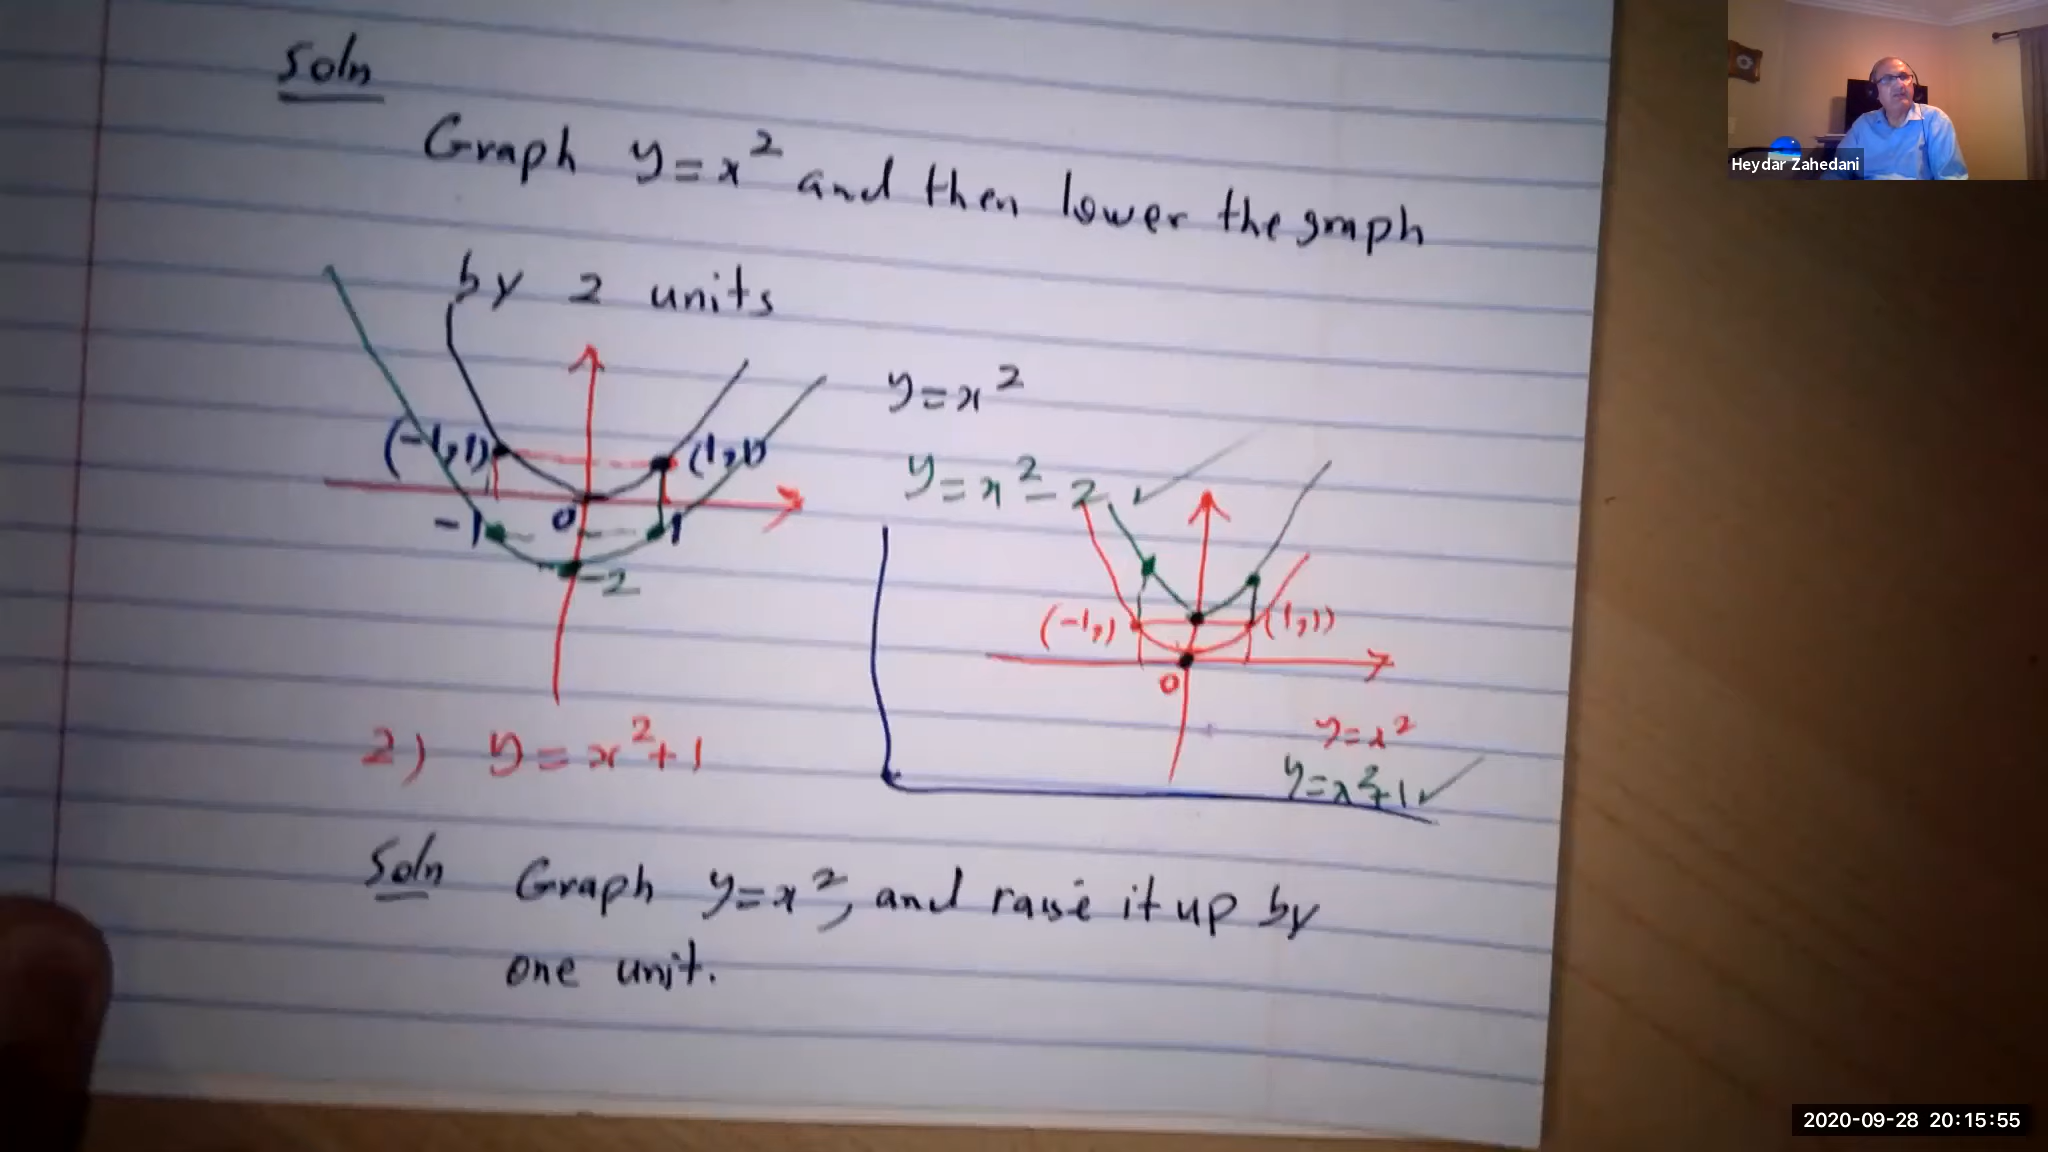 Soln
Graph y=x² and then lower the graph
by 2 units
y=x²
(-1,1)
(1,1)
y=x²-2
-1
0
1
-2
(-1,1)
(1,1)
0
y=x²
y=x²+1
2) y=x²+1
Soln Graph y=x², and raise it up by
one unit.
Heydar Zahedani
2020-09-28 20:15:55